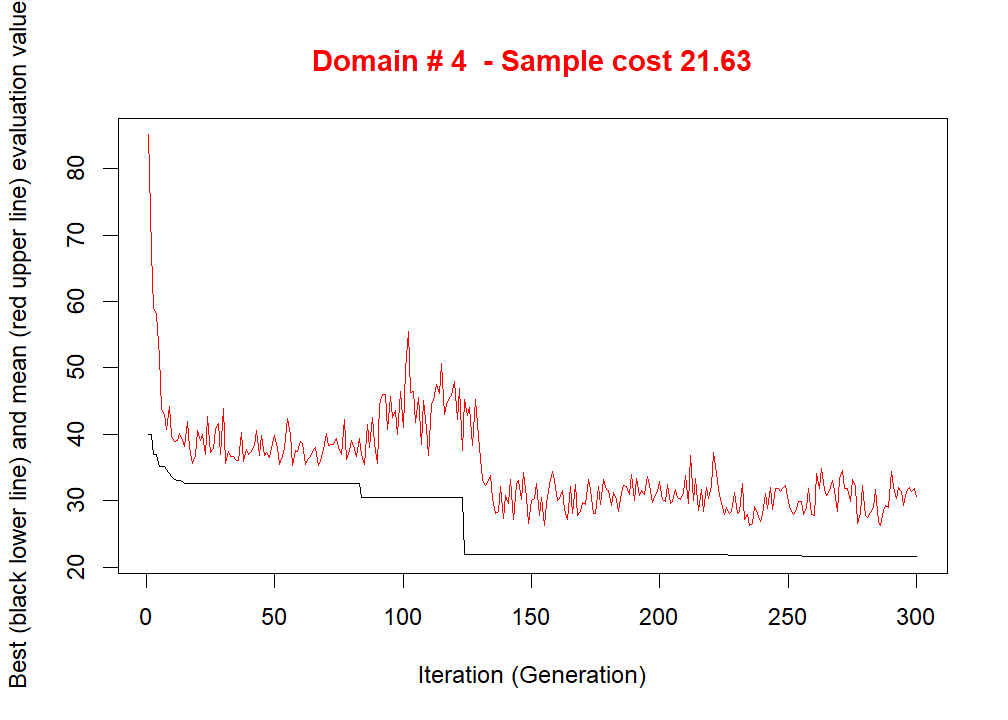 Domain # 4  - Sample cost 21.63
Best (black lower line) and mean (red upper line) evaluation value
80
70
60
50
40
30
20
0 50 100 150 200 250 300
Iteration (Generation)